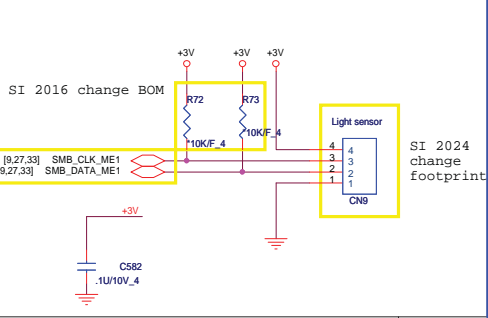 +3V +3V +3V
SI 2016 change BOM
R72 R73
*10K/F_4 *10K/F_4
Light sensor
[9,27,33] SMB_CLK_ME1
9,27,33] SMB_DATA_ME1
4 4
3 3
2 2
1 1
CN9
SI 2024
change
footprint
+3V
C582
.1U/10V_4